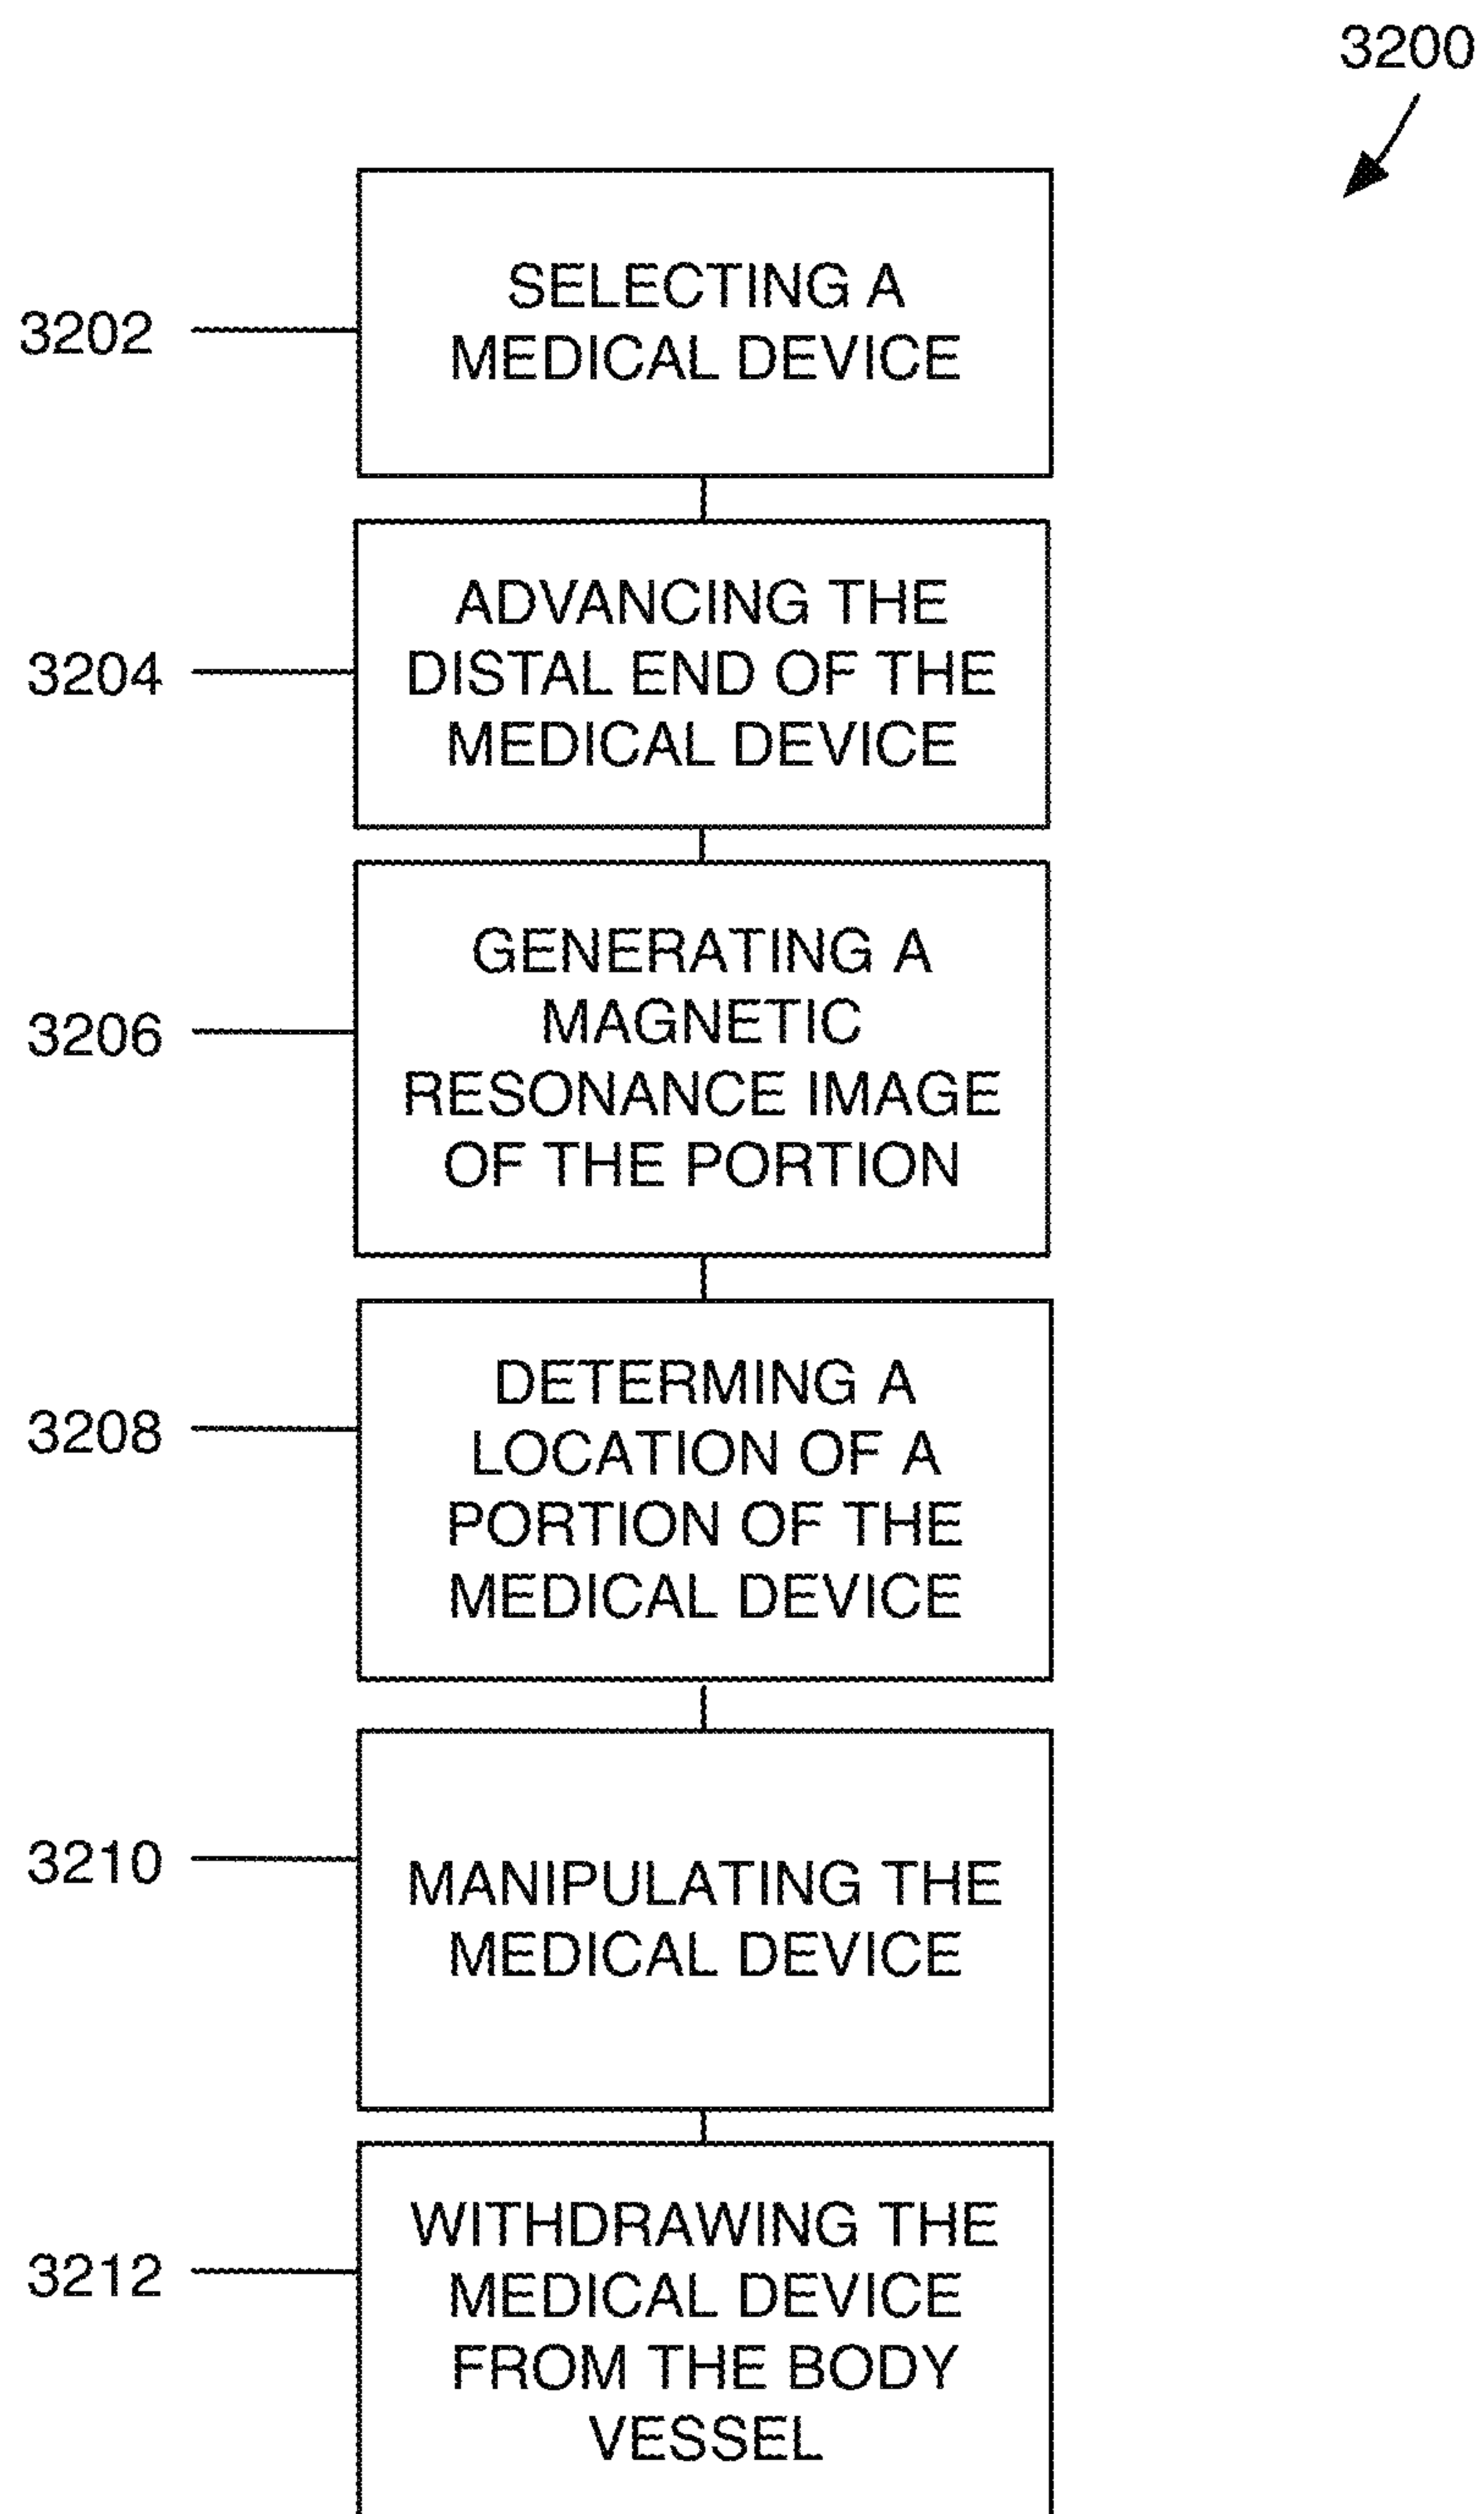 3200
3202
SELECTING A
MEDICAL DEVICE
3204
ADVANCING THE
DISTAL END OF THE
MEDICAL DEVICE
3206
GENERATING A
MAGNETIC
RESONANCE IMAGE
OF THE PORTION
3208
DETERMING A
LOCATION OF A
PORTION OF THE
MEDICAL DEVICE
3210
MANIPULATING THE
MEDICAL DEVICE
3212
WITHDRAWING THE
MEDICAL DEVICE
FROM THE BODY
VESSEL